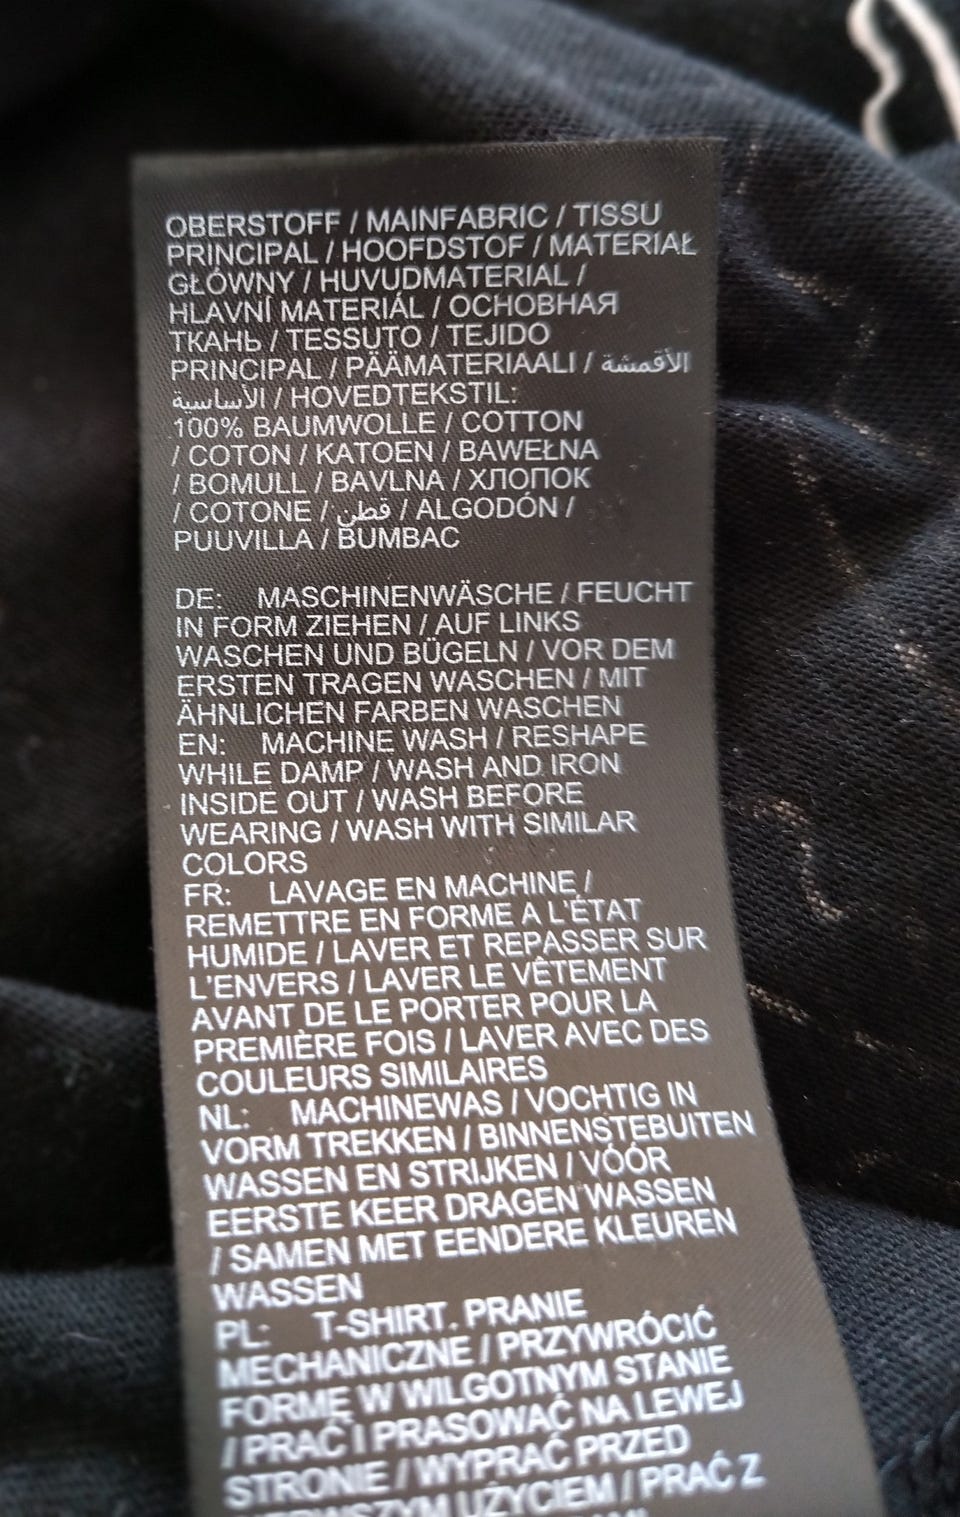 OBERSTOFF / MAINFABRIC / TISSU
PRINCIPAL / HOOFDSTOF / MATERIAŁ
GŁÓWNY / HUVUDMATERIAL /
HLAVNÍ MATERIÁL / ОСНОВНАЯ
ТКАНЬ / TESSUTO / TEJIDO
PRINCIPAL / PÄÄMATERIAALI / الأقمشة
الأساسية / HOVEDTEKSTIL:
100% BAUMWOLLE / COTTON
/ COTON / KATOEN / BAWEŁNA
/ BOMULL / BAVLNA / ХЛОПОК
/ COTONE / قطن / ALGODÓN /
PUUVILLA / BUMBAC
DE: MASCHINENWÄSCHE / FEUCHT
IN FORM ZIEHEN / AUF LINKS
WASCHEN UND BÜGELN / VOR DEM
ERSTEN TRAGEN WASCHEN / MIT
ÄHNLICHEN FARBEN WASCHEN
EN: MACHINE WASH / RESHAPE
WHILE DAMP / WASH AND IRON
INSIDE OUT / WASH BEFORE
WEARING / WASH WITH SIMILAR
COLORS
FR: LAVAGE EN MACHINE /
REMETTRE EN FORME A L'ÉTAT
HUMIDE / LAVER ET REPASSER SUR
L'ENVERS / LAVER LE VÊTEMENT
AVANT DE LE PORTER POUR LA
PREMIÈRE FOIS / LAVER AVEC DES
COULEURS SIMILAIRES
NL: MACHINEWAS / VOCHTIG IN
VORM TREKKEN / BINNENSTEBUITEN
WASSEN EN STRIJKEN / VÓÓR
EERSTE KEER DRAGEN WASSEN
/ SAMEN MET EENDERE KLEUREN
WASSEN
PL: T-SHIRT. PRANIE
MECHANICZNE / PRZYWRÓCIĆ
FORMĘ W WILGOTNYM STANIE
/ PRAĆ I PRASOWAĆ NA LEWEJ
STRONIE / WYPRAĆ PRZED
PIERWSZYM UŻYCIEM / PRAĆ Z